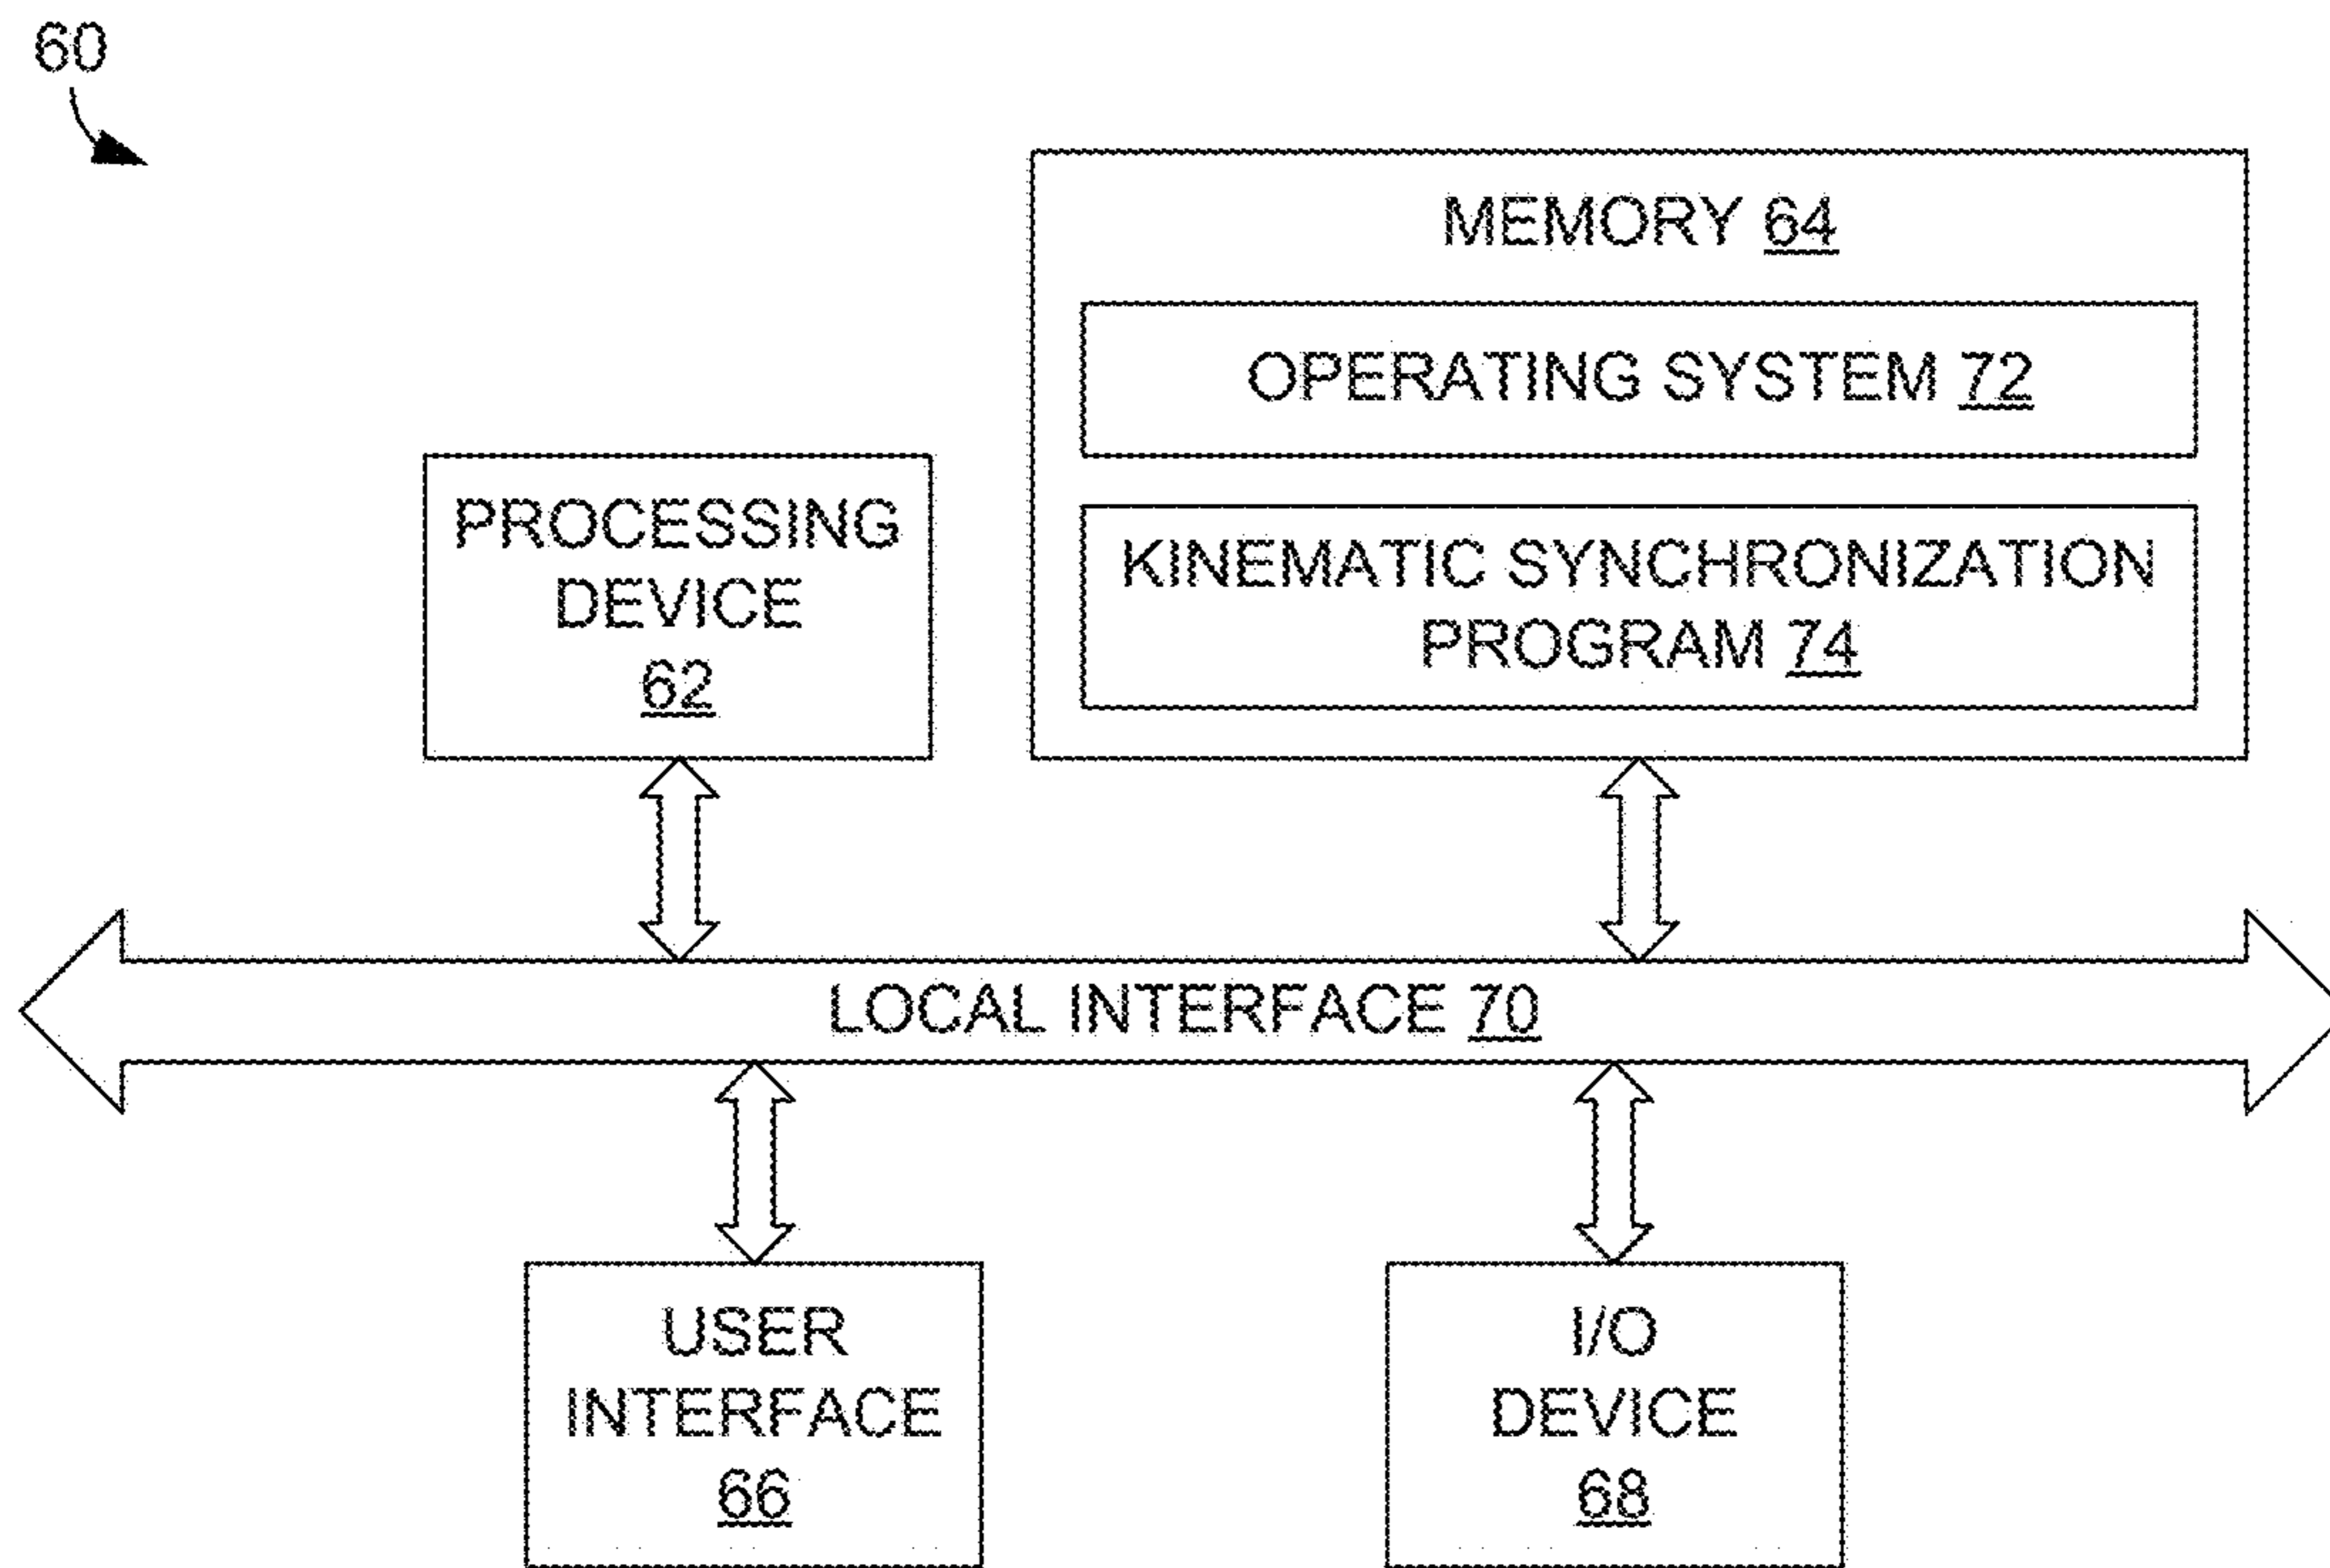 60
MEMORY 64
OPERATING SYSTEM 72
PROCESSING
DEVICE
62
KINEMATIC SYNCHRONIZATION
PROGRAM 74
LOCAL INTERFACE 70
USER
INTERFACE
66
I/O
DEVICE
68